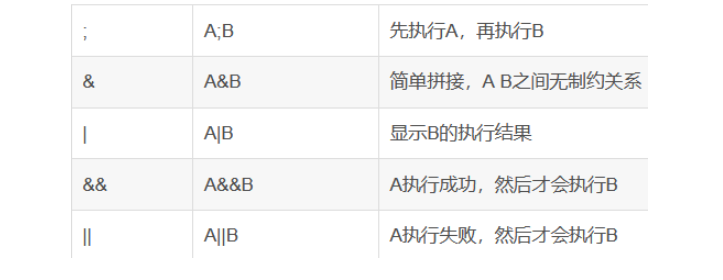 ; A;B 先执行A，再执行B
& A&B 简单拼接，A B之间无制约关系
| A|B 显示B的执行结果
&& A&&B A执行成功，然后才会执行B
|| A||B A执行失败，然后才会执行B